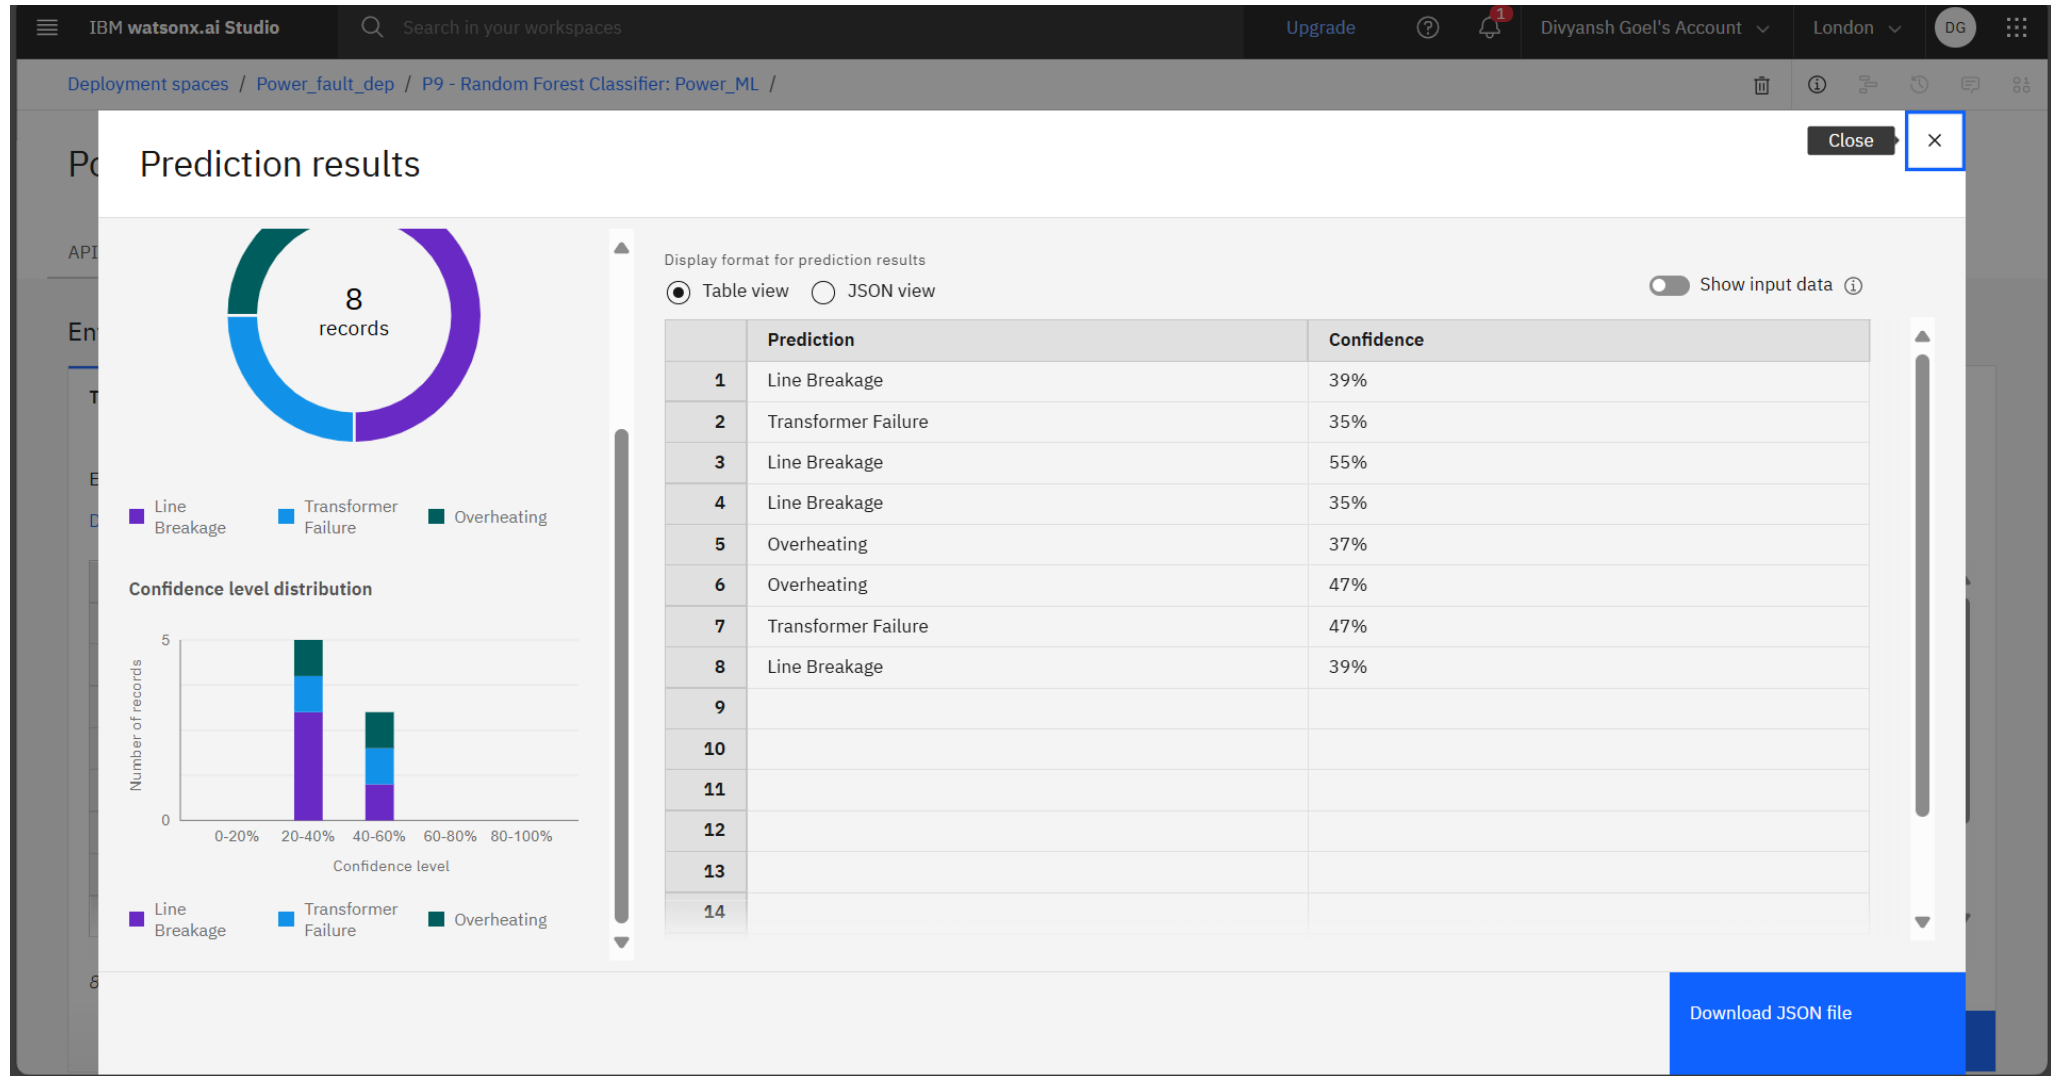 IBM watsonx.ai Studio
Search in your workspaces
Upgrade
1
Divyansh Goel's Account
London
DG
Deployment spaces / Power_fault_dep / P9 - Random Forest Classifier: Power_ML /
Close
Prediction results
API
8
records
Line Breakage
Transformer Failure
Overheating
Confidence level distribution
Number of records
5
0
0-20% 20-40% 40-60% 60-80% 80-100%
Confidence level
Line Breakage
Transformer Failure
Overheating
Display format for prediction results
Table view
JSON view
Show input data
Prediction Confidence
1 Line Breakage 39%
2 Transformer Failure 35%
3 Line Breakage 55%
4 Line Breakage 35%
5 Overheating 37%
6 Overheating 47%
7 Transformer Failure 47%
8 Line Breakage 39%
9
10
11
12
13
14
Download JSON file